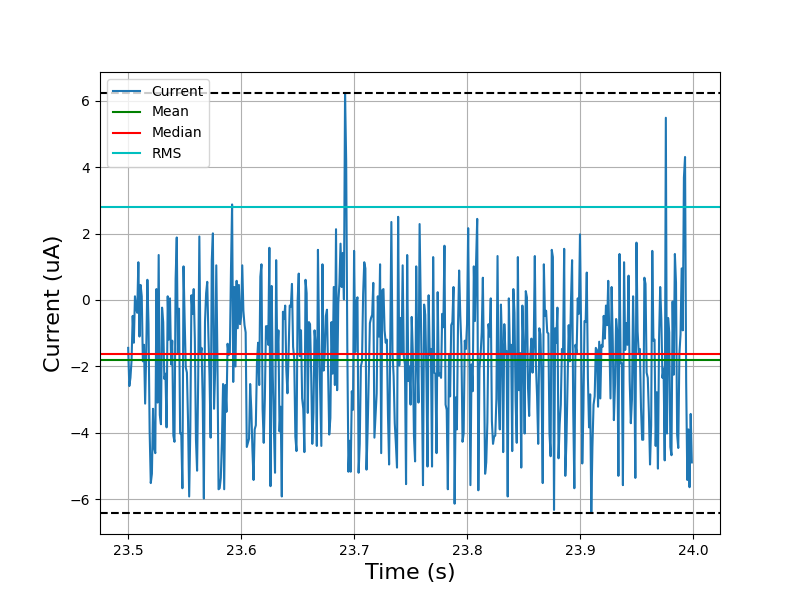 Current
Mean
Median
RMS
6
4
2
0
−2
−4
−6
Current (uA)
23.5 23.6 23.7 23.8 23.9 24.0
Time (s)